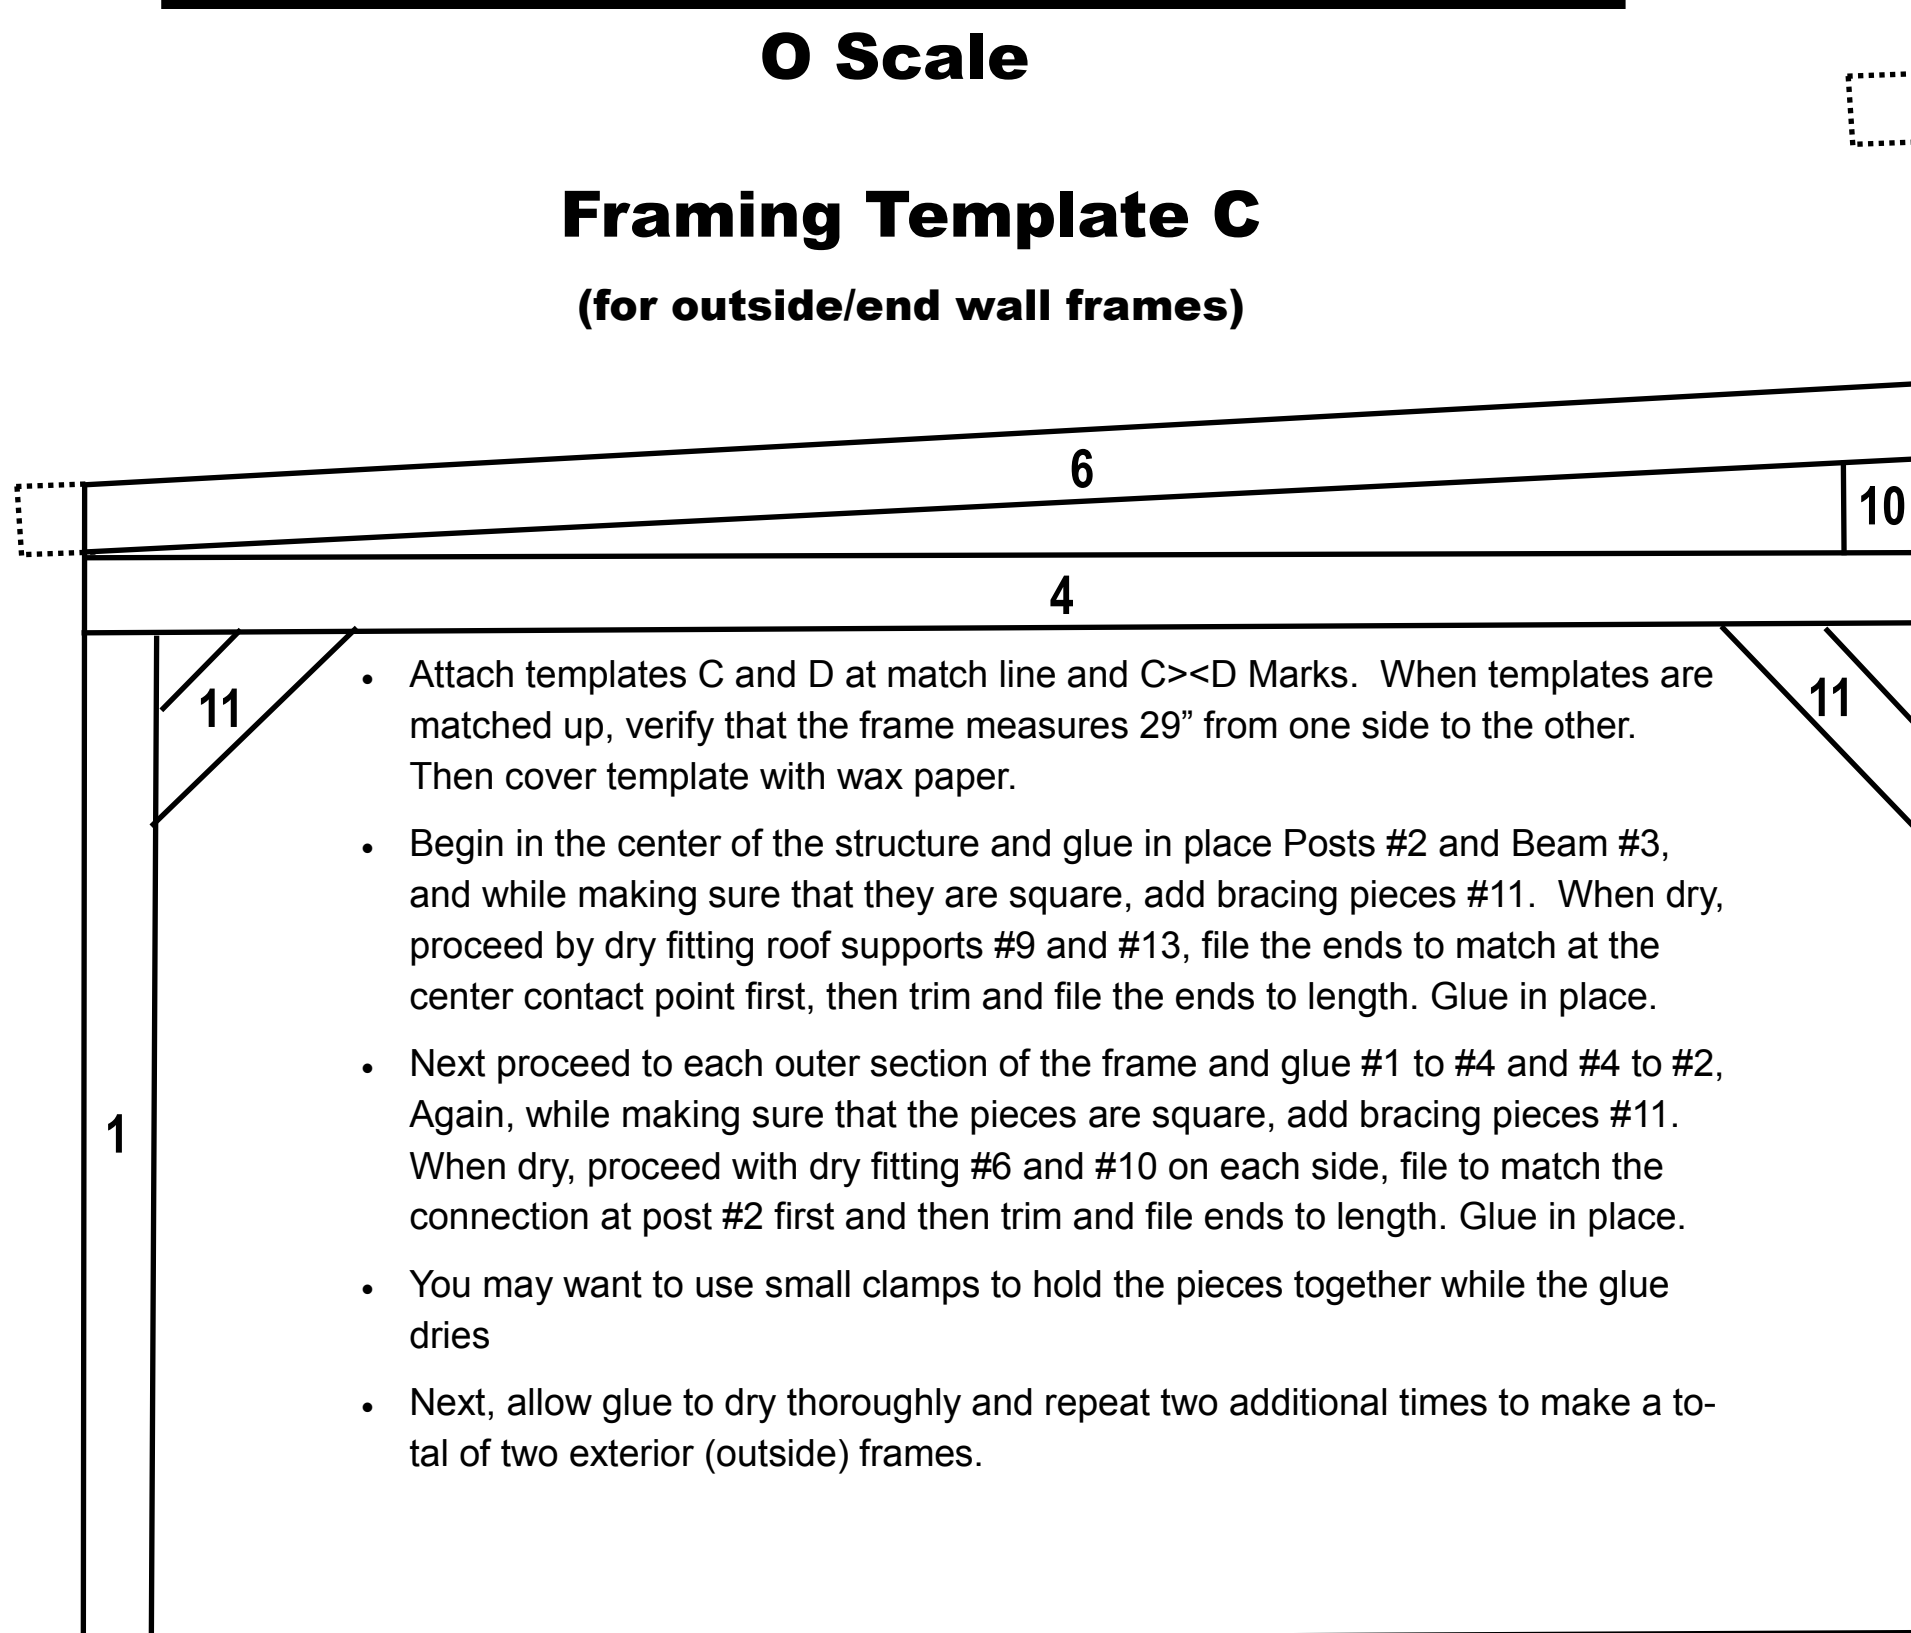 O Scale
Framing Template C
(for outside/end wall frames)
6
10
4
11
11
1
• Attach templates C and D at match line and C><D Marks.  When templates are
matched up, verify that the frame measures 29” from one side to the other.
Then cover template with wax paper.
• Begin in the center of the structure and glue in place Posts #2 and Beam #3,
and while making sure that they are square, add bracing pieces #11.  When dry,
proceed by dry fitting roof supports #9 and #13, file the ends to match at the
center contact point first, then trim and file the ends to length. Glue in place.
• Next proceed to each outer section of the frame and glue #1 to #4 and #4 to #2,
Again, while making sure that the pieces are square, add bracing pieces #11.
When dry, proceed with dry fitting #6 and #10 on each side, file to match the
connection at post #2 first and then trim and file ends to length. Glue in place.
• You may want to use small clamps to hold the pieces together while the glue
dries
• Next, allow glue to dry thoroughly and repeat two additional times to make a to-
tal of two exterior (outside) frames.